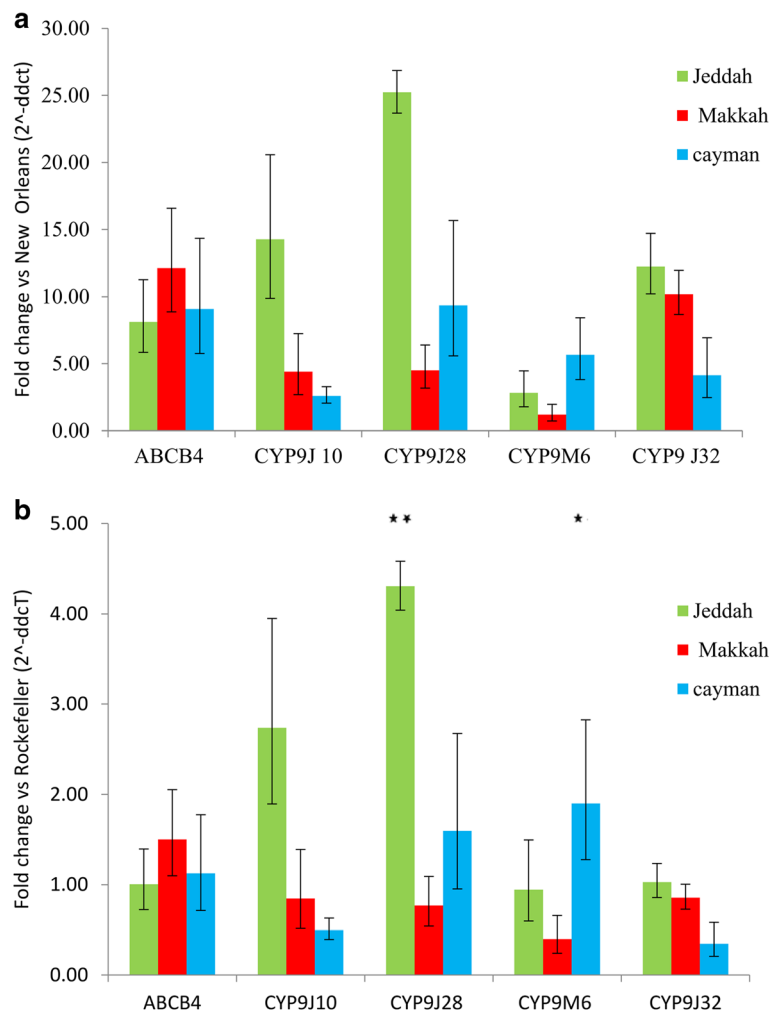 a
30.00
25.00
20.00
15.00
10.00
5.00
0.00
Fold change vs New Orleans (2^-ddct)
Jeddah
Makkah
cayman
ABCB4 CYP9J 10 CYP9J28 CYP9M6 CYP9 J32
b
5.00
4.00
3.00
2.00
1.00
0.00
Fold change vs Rockefeller (2^-ddcT)
★ ★ ★
Jeddah
Makkah
cayman
ABCB4 CYP9J10 CYP9J28 CYP9M6 CYP9J32